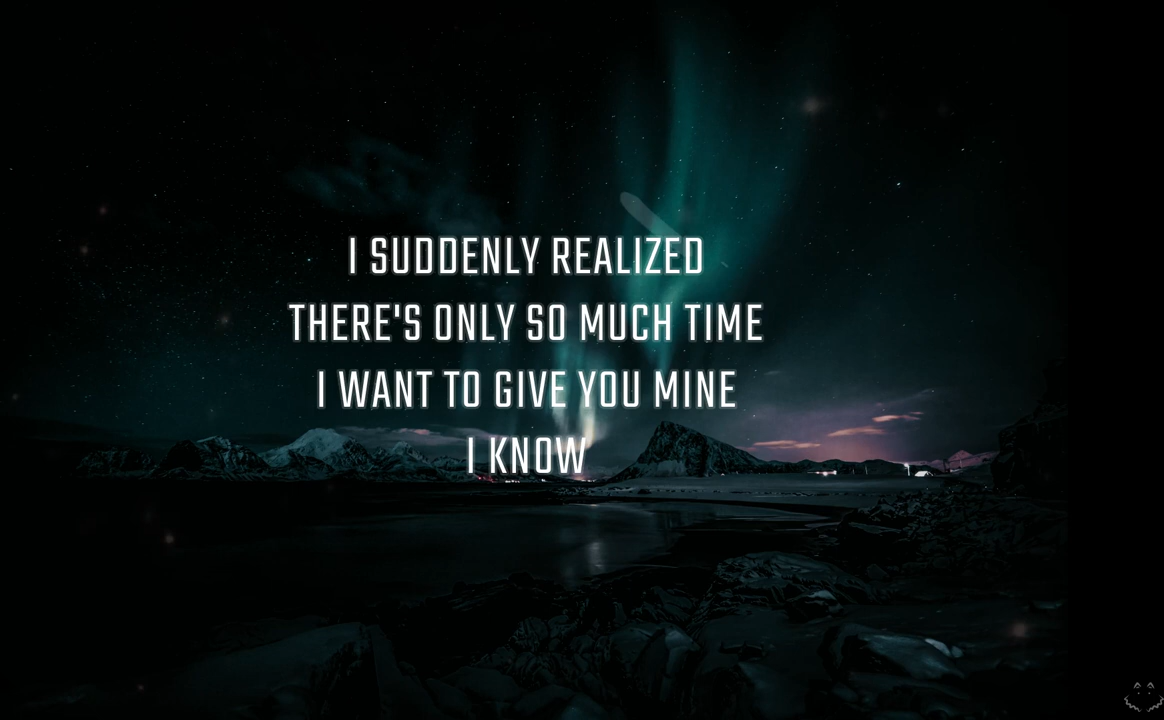 I SUDDENLY REALIZED
THERE'S ONLY SO MUCH TIME
I WANT TO GIVE YOU MINE
I KNOW